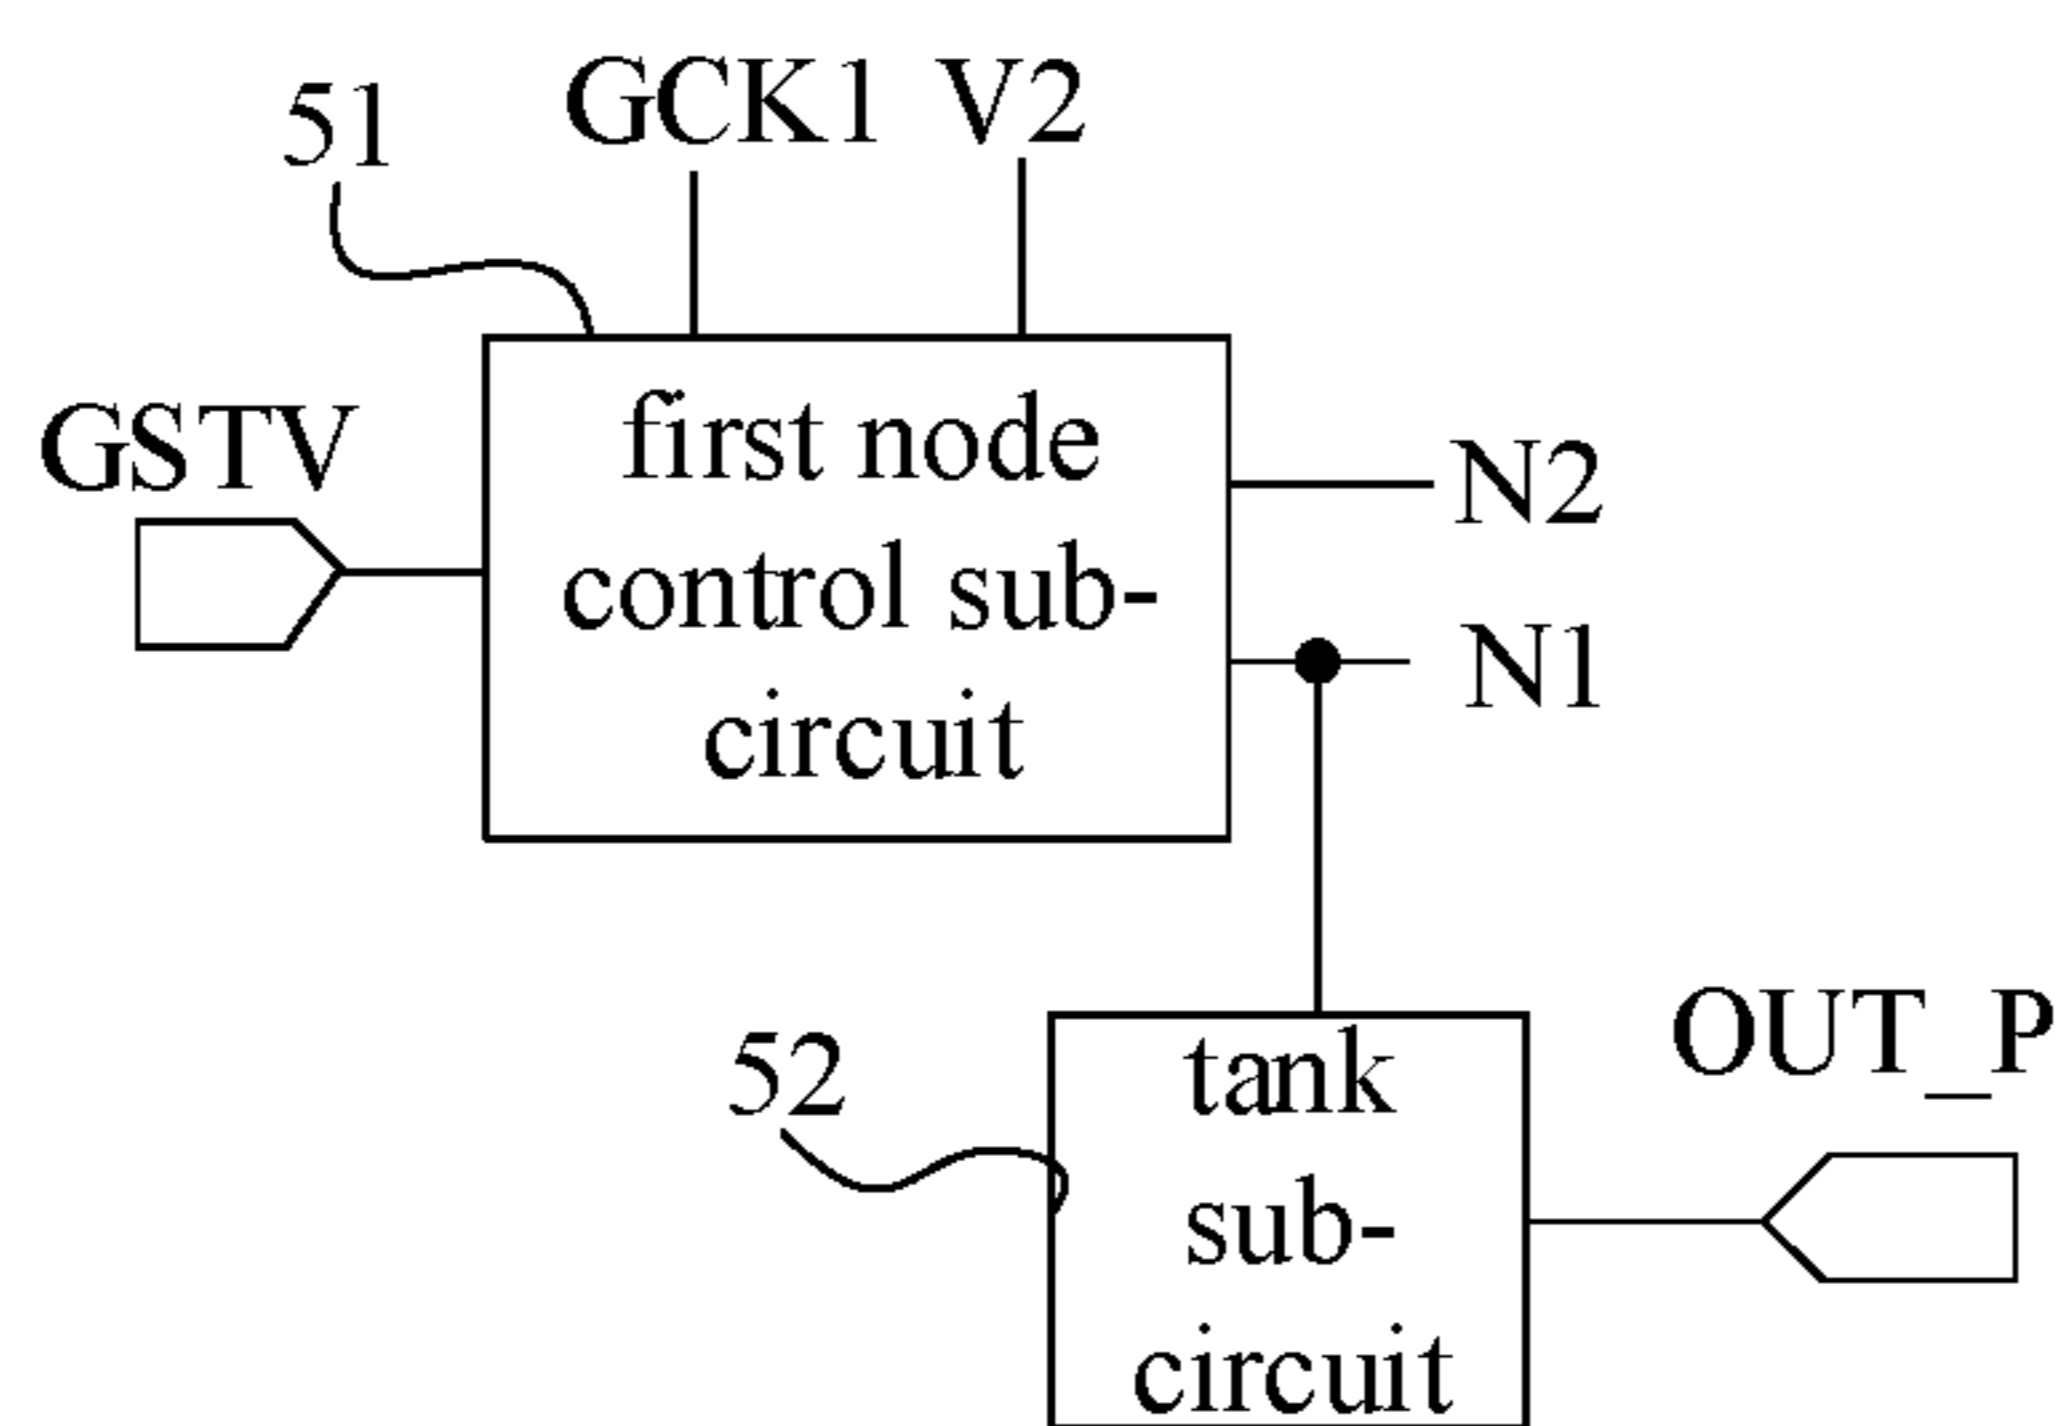 51
GCK1 V2
GSTV
first node
control sub-
circuit
N2
N1
52
tank
sub-
circuit
OUT_P